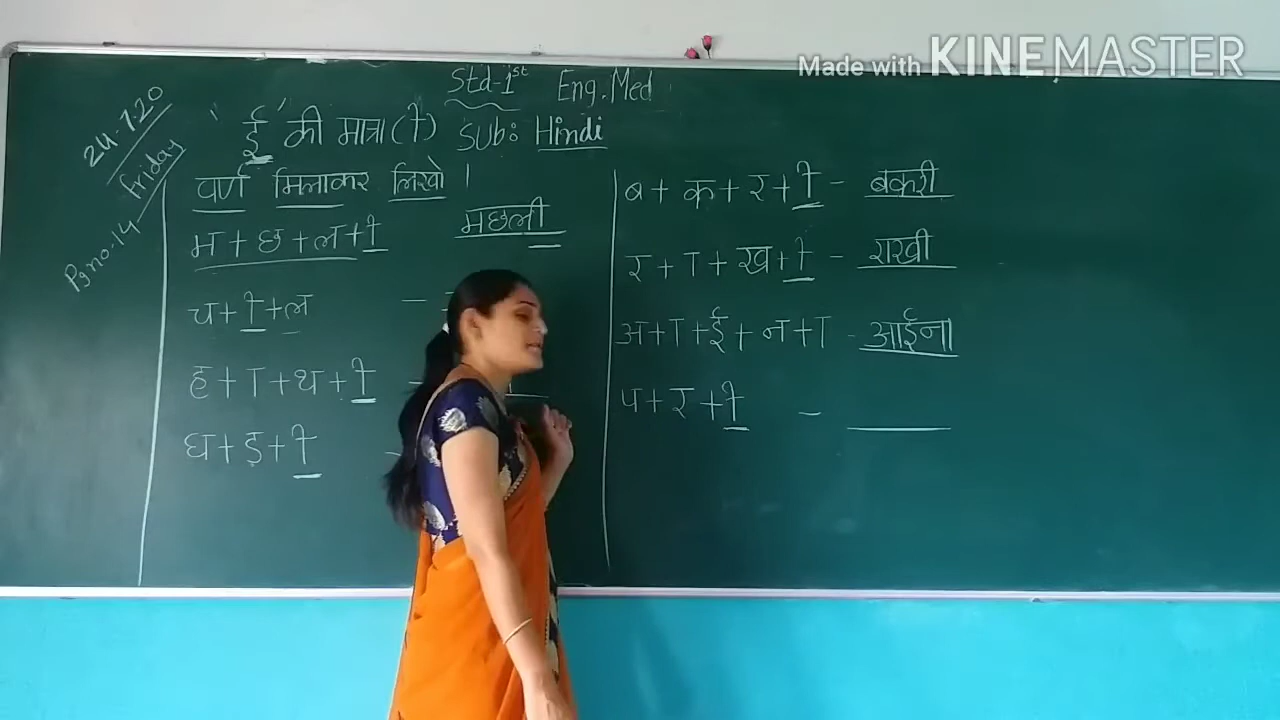 Made with KINEMASTER
Std-1st Eng.Med
24.7.20
Friday
Pg no:14
"ई" की मात्रा (ी) Sub: Hindi
वर्ण मिलाकर लिखो ।
म + छ + ल + ी मछली
च + ी + ल -
ह + ा + थ + ी -
घ + ड़ + ी -
ब + क + र + ी - बकरी
र + ा + ख + ी - राखी
अ + ा + ई + न + ा - आईना
प + र + ी -